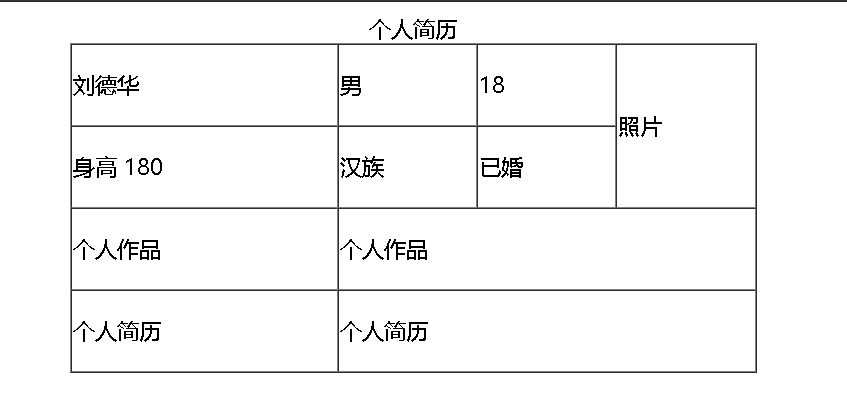 个人简历
刘德华 男 18
照片
身高 180 汉族 已婚
个人作品 个人作品
个人简历 个人简历